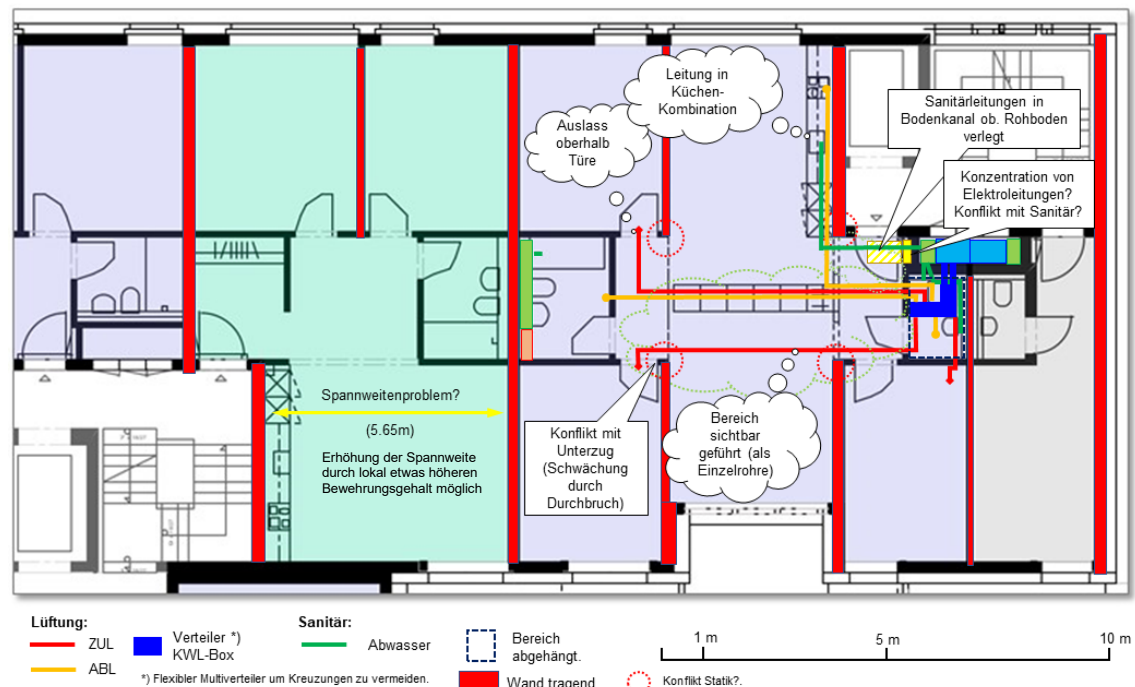 Leitung in
Küchen-
Kombination
Auslass
oberhalb
Türe
Sanitärleitungen in
Bodenkanal ob. Rohboden
verlegt
Konzentration von
Elektroleitungen?
Konflikt mit Sanitär?
Spannweitenproblem?
(5.65m)
Erhöhung der Spannweite
durch lokal etwas höheren
Bewehrungsgehalt möglich
Konflikt mit
Unterzug
(Schwächung
durch
Durchbruch)
Bereich
sichtbar
geführt (als
Einzelrohre)
Lüftung:
ZUL
ABL
Verteiler *)
KWL-Box
*) Flexibler Multiverteiler um Kreuzungen zu vermeiden.
Sanitär:
Abwasser
Bereich
abgehängt.
Wand tragend
Konflikt Statik?.
1 m
5 m
10 m